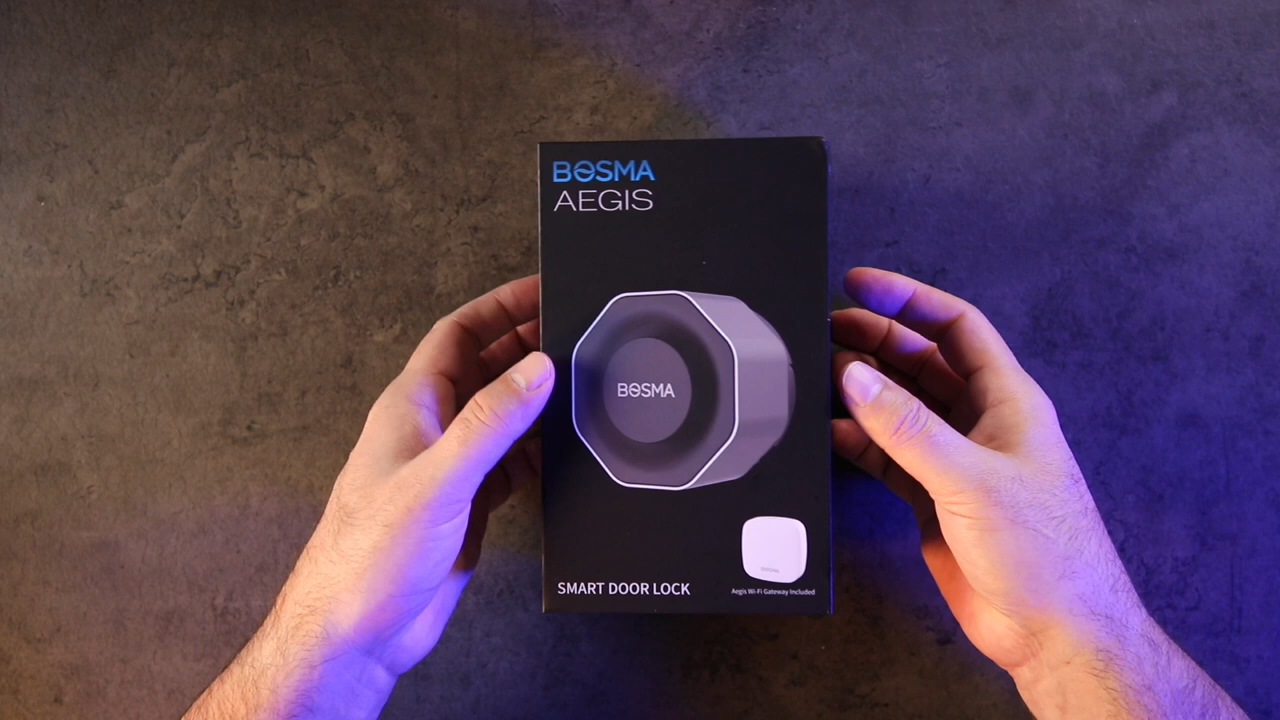 BOSMA
AEGIS
BOSMA
SMART DOOR LOCK
Aegis Wi-Fi Gateway Included